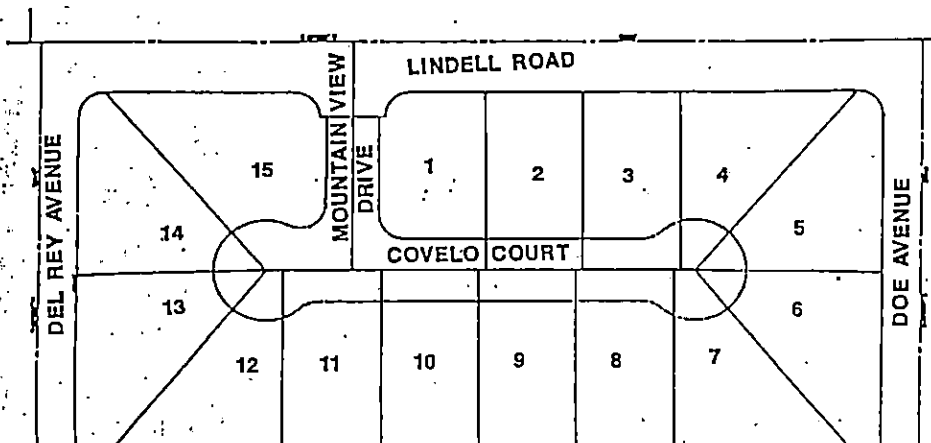 LINDELL ROAD
MOUNTAIN VIEW
DRIVE
DEL REY AVENUE
DOE AVENUE
15
1
2
3
4
14
5
COVELO COURT
13
6
12
11
10
9
8
7